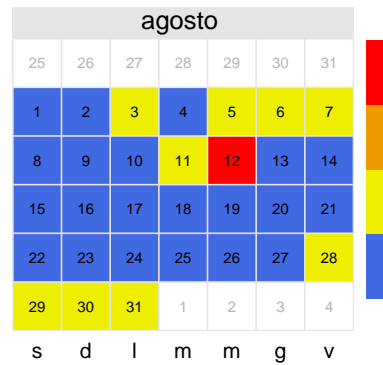 agosto
25 26 27 28 29 30 31
1 2 3 4 5 6 7
8 9 10 11 12 13 14
15 16 17 18 19 20 21
22 23 24 25 26 27 28
29 30 31 1 2 3 4
s d l m m g v